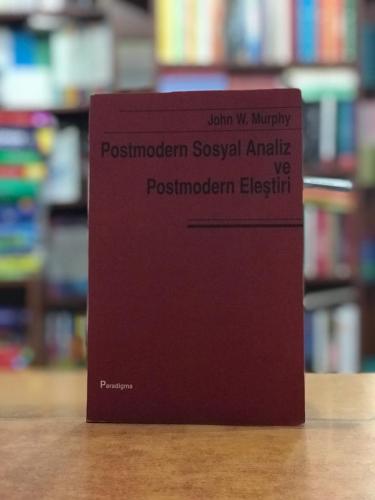 John W. Murphy
Postmodern Sosyal Analiz
ve
Postmodern Eleştiri
Paradigma